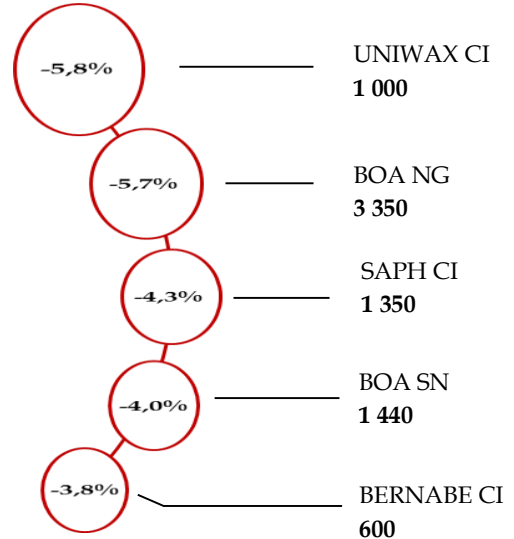 -5,8%
UNIWAX CI
1 000
-5,7%
BOA NG
3 350
-4,3%
SAPH CI
1 350
-4,0%
BOA SN
1 440
-3,8%
BERNABE CI
600